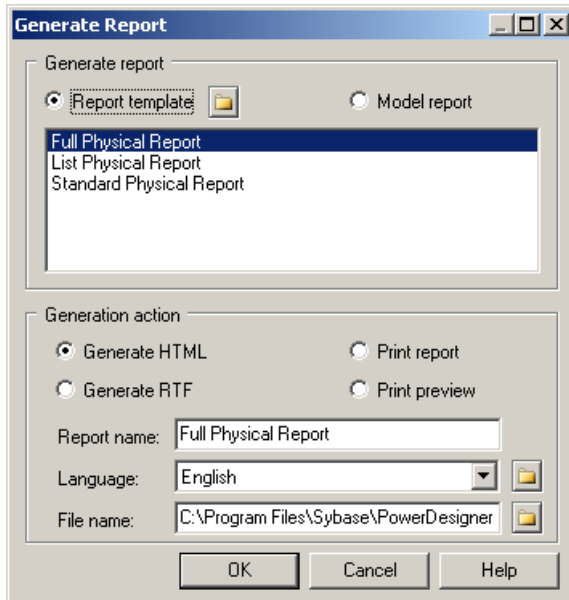 Generate Report
Generate report
Report template
Model report
Full Physical Report
List Physical Report
Standard Physical Report
Generation action
Generate HTML
Print report
Generate RTF
Print preview
Report name: Full Physical Report
Language: English
File name: C:\Program Files\Sybase\PowerDesigner
OK Cancel Help